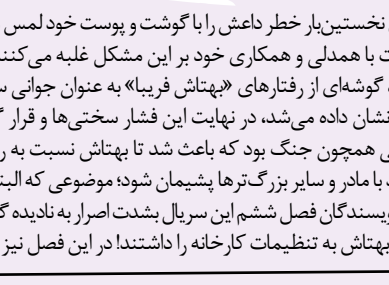 نخستین‌بار خطر داعش را با گوشت و پوست خود لمس
ت با همدلی و همکاری خود بر این مشکل غلبه می‌کنند
گوشه‌ای از رفتارهای «بهتاش فریبا» به عنوان جوانی س
نشان داده می‌شد، در نهایت این فشار سختی‌ها و قرار گ
ی همچون جنگ بود که باعث شد تا بهتاش نسبت به ر
د با مادر و سایر بزرگ‌ترها پشیمان شود؛ موضوعی که البت
ویسندگان فصل ششم این سریال بشدت اصرار به نادیده گ
بهتاش به تنظیمات کارخانه را داشتند! در این فصل نیز